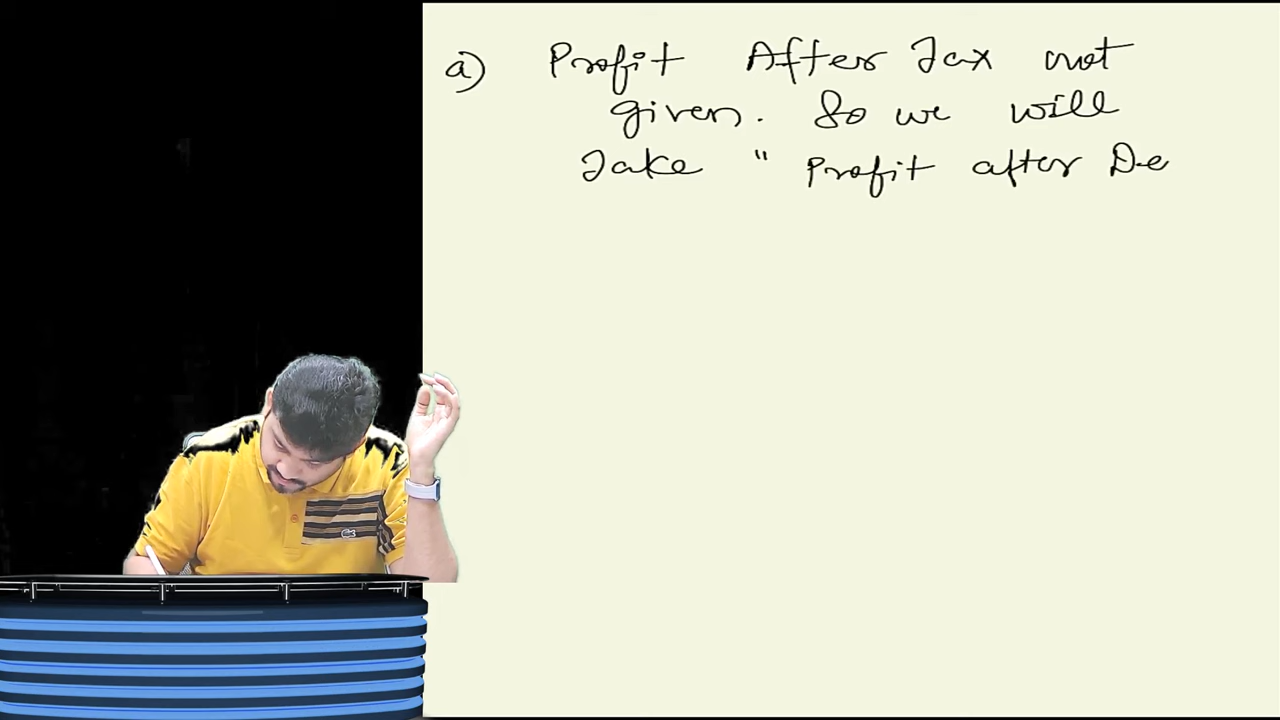 a) Profit After Tax not
given. So we will
Take " Profit after De